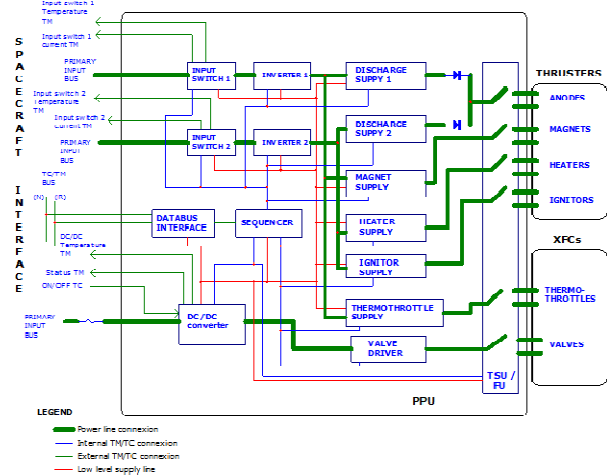 Input switch 1
Temperature
TM
Input switch 1
current TM
PRIMARY
INPUT
BUS
Input switch 2
Temperature
TM
Input switch 2
Current TM
PRIMARY
INPUT
BUS
TC/TM
BUS
(N) (R)
DC/DC
Temperature
TM
Status TM
ON/OFF TC
PRIMARY
INPUT
BUS
SPACECRAFT
INTERFACE
INPUT
SWITCH 1
INVERTER 1
DISCHARGE
SUPPY 1
INPUT
SWITCH 2
INVERTER 2
DISCHARGE
SUPPY 2
MAGNET
SUPPLY
DATABUS
INTERFACE
SEQUENCER
HEATER
SUPPLY
IGNITOR
SUPPLY
DC/DC
converter
THERMOTHROTTLE
SUPPLY
VALVE
DRIVER
TSU /
FU
PPU
THRUSTERS
ANODES
MAGNETS
HEATERS
IGNITORS
XFCs
THERMO-
THROTTLES
VALVES
LEGEND
Power line connexion
Internal TM/TC connexion
External TM/TC connexion
Low level supply line